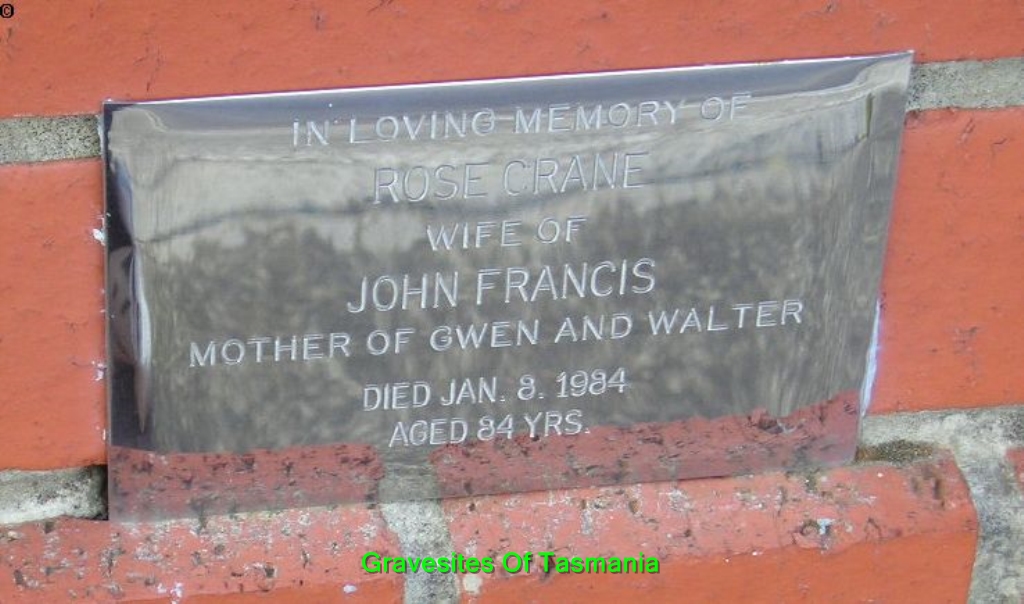 ©
IN LOVING MEMORY OF
ROSE CRANE
WIFE OF
JOHN FRANCIS
MOTHER OF GWEN AND WALTER
DIED JAN. 8. 1984
AGED 84 YRS.
Gravesites Of Tasmania